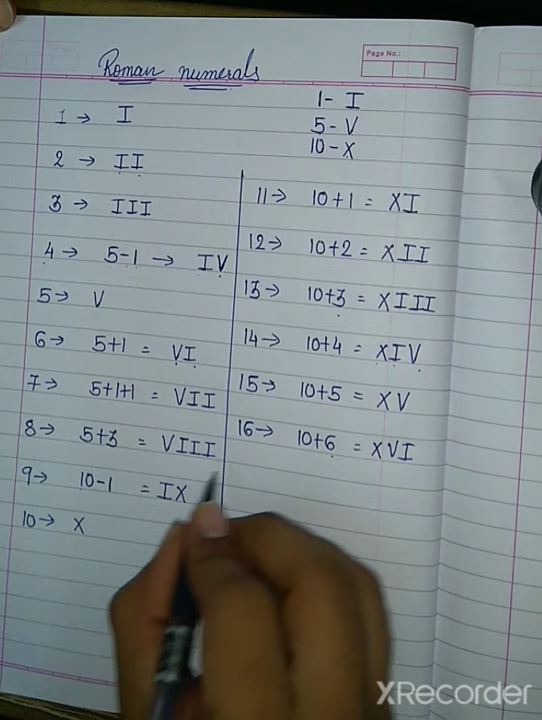 Page No.:
Roman numerals
1- I
5- V
10- X
1 → I
2 → II
3 → III
4 → 5-1 → IV
5 → V
6 → 5+1 = VI
7 → 5+1+1 = VII
8 → 5+3 = VIII
9 → 10-1 = IX
10 → X
11 → 10+1 = XI
12 → 10+2 = XII
13 → 10+3 = XIII
14 → 10+4 = XIV
15 → 10+5 = XV
16 → 10+6 = XVI
XRecorder